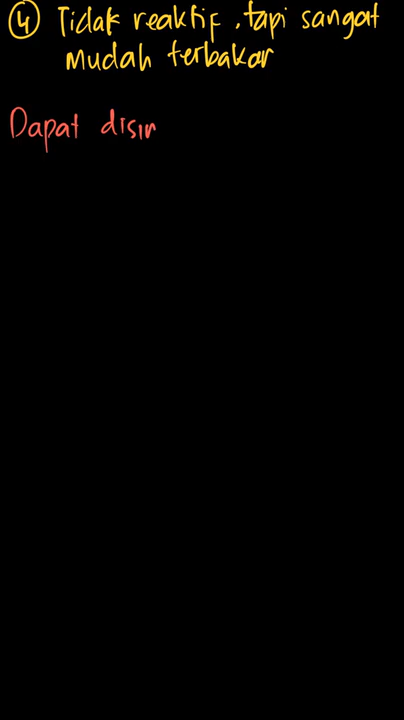 ④ Tidak reaktif, tapi sangat
mudah terbakar
Dapat disin